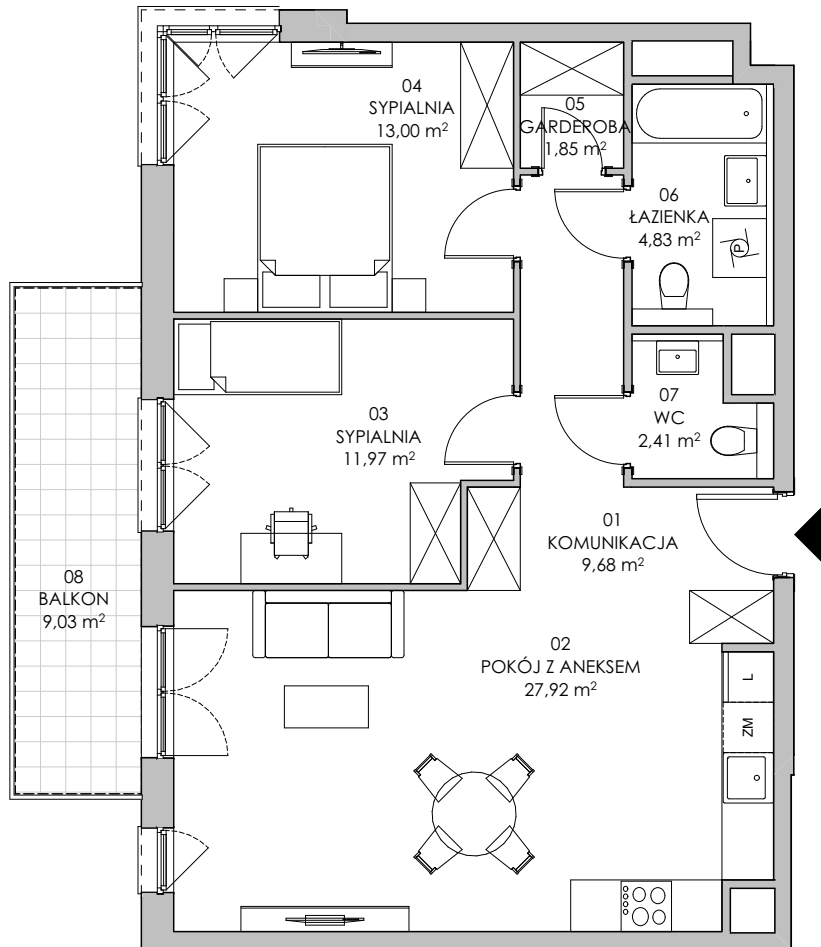 04
SYPIALNIA
13,00 m²
05
GARDEROBA
1,85 m²
06
ŁAZIENKA
4,83 m²
P
03
SYPIALNIA
11,97 m²
07
WC
2,41 m²
01
KOMUNIKACJA
9,68 m²
08
BALKON
9,03 m²
02
POKÓJ Z ANEKSEM
27,92 m²
L
ZM